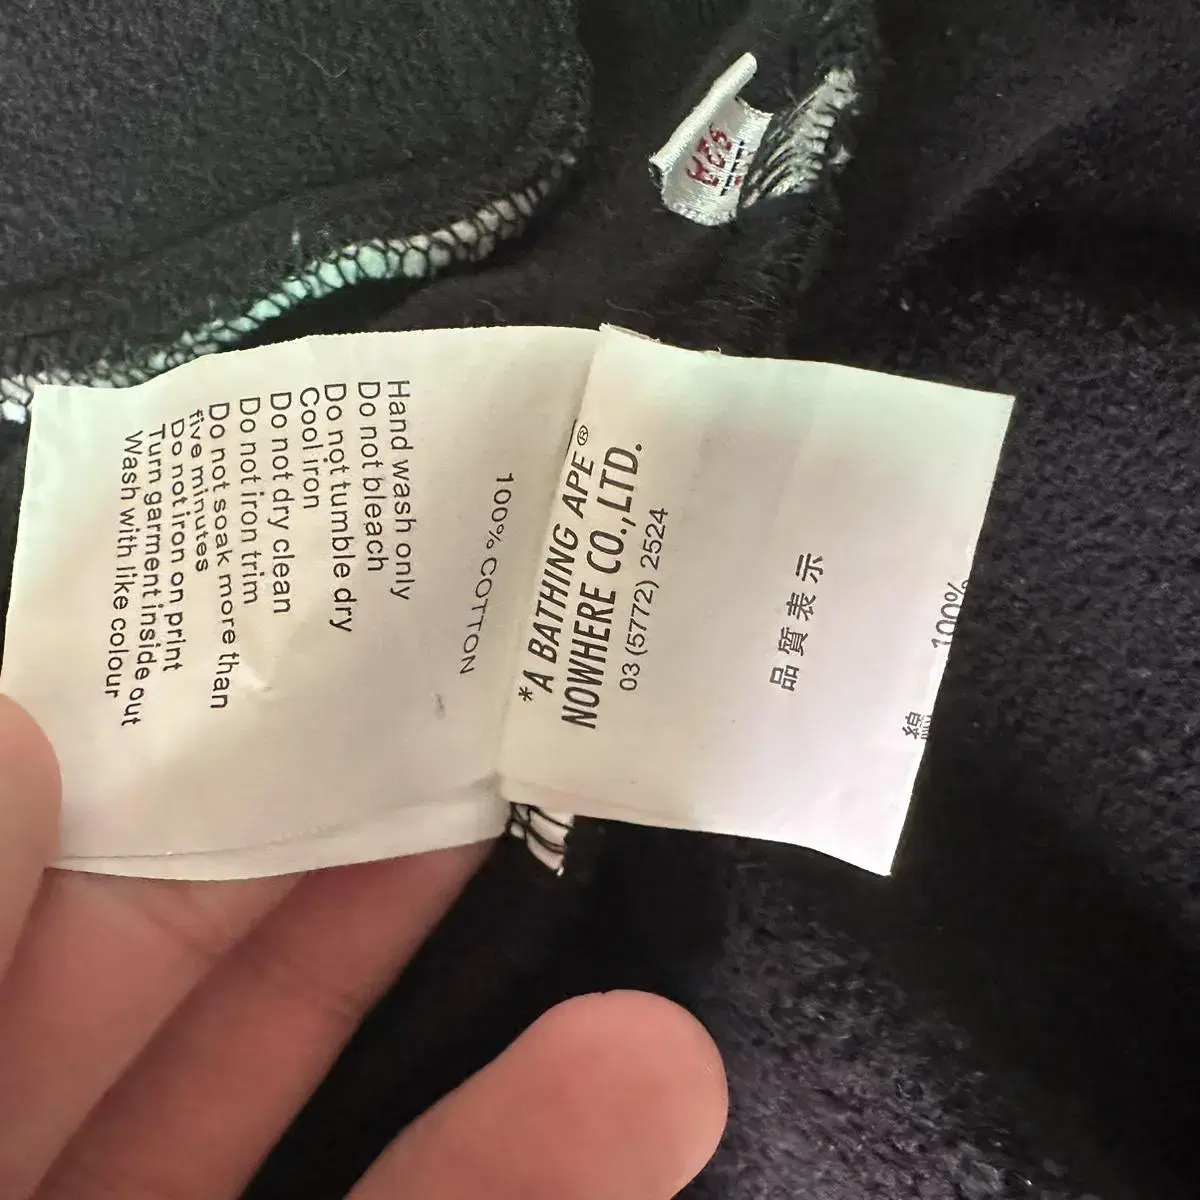 100% COTTON
Hand wash only
Do not bleach
Do not tumble dry
Cool iron
Do not dry clean
Do not iron trim
Do not soak more than
five minutes
Do not iron on print
Turn garment inside out
Wash with like colour
*A BATHING APE®
NOWHERE CO.,LTD.
03 (5772) 2524
品質表示
綿 100%